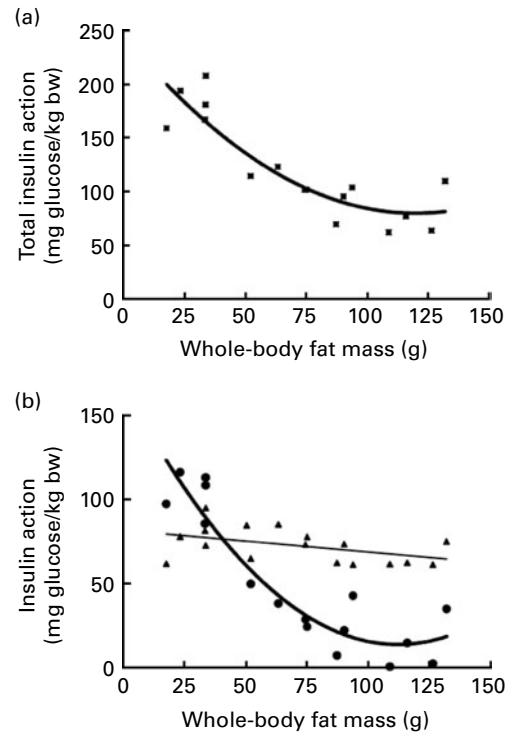 (a)
250
200
150
100
50
0
Total insulin action
(mg glucose/kg bw)
0 25 50 75 100 125 150
Whole-body fat mass (g)
(b)
150
100
50
0
Insulin action
(mg glucose/kg bw)
0 25 50 75 100 125 150
Whole-body fat mass (g)